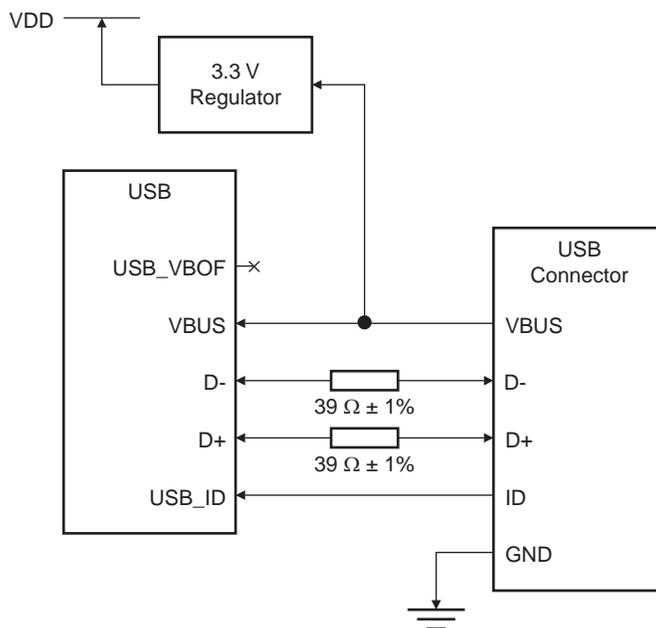 VDD
3.3 V
Regulator
USB
USB_VBOF
VBUS
D-
D+
USB_ID
39 Ω ± 1%
39 Ω ± 1%
USB
Connector
VBUS
D-
D+
ID
GND